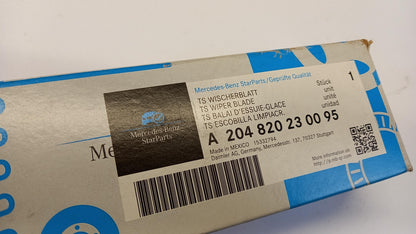 Mercedes-Benz StarParts/Geprüfte Qualität
TS WISCHERBLATT
TS WIPER BLADE
TS BALAI D'ESSUIE-GLACE
TS ESCOBILLA LIMPIACR.
Stück
unit
unité
unidad
1
A 204 820 23 00 95
Made in MEXICO 15332794
Daimler AG, Germany, Mercedesstr. 137, 70327 Stuttgart
Mercedes-Benz
StarParts
Me